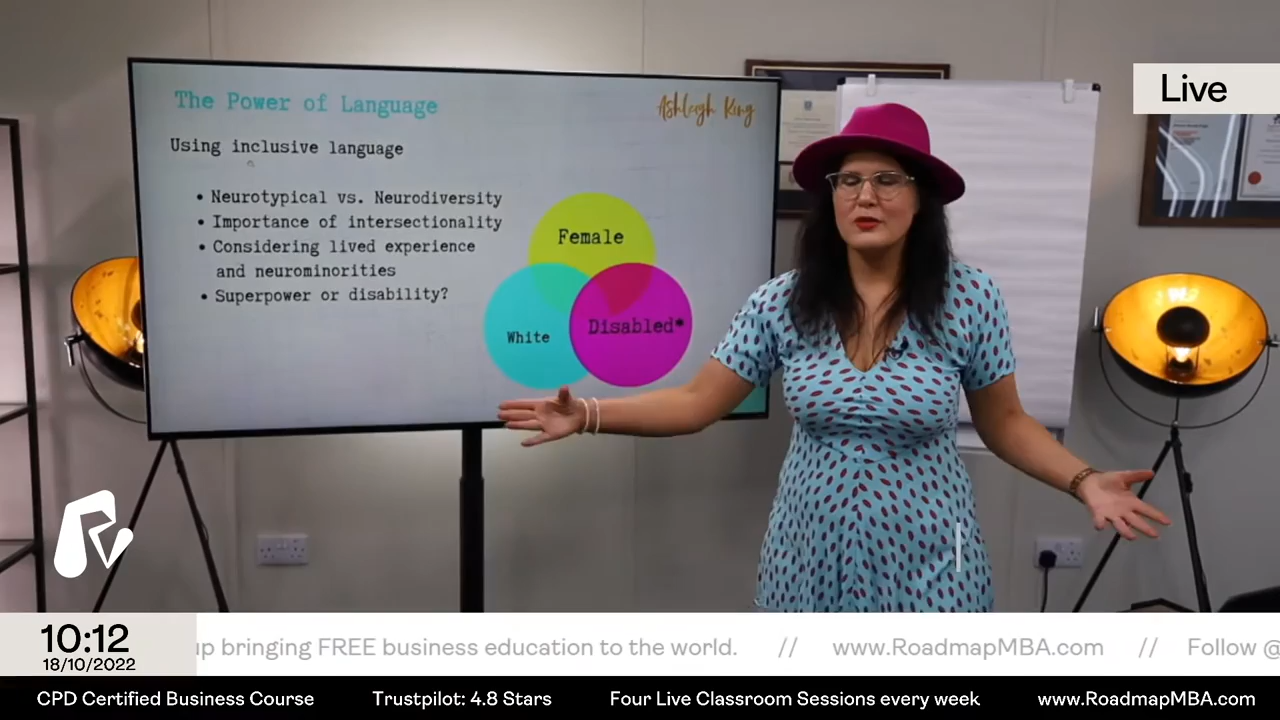 The Power of Language
Ashleigh King
Using inclusive language
• Neurotypical vs. Neurodiversity
• Importance of intersectionality
• Considering lived experience
and neurominorities
• Superpower or disability?
Female
White
Disabled*
Live
10:12
18/10/2022
up bringing FREE business education to the world. // www.RoadmapMBA.com // Follow @
CPD Certified Business Course Trustpilot: 4.8 Stars Four Live Classroom Sessions every week www.RoadmapMBA.com